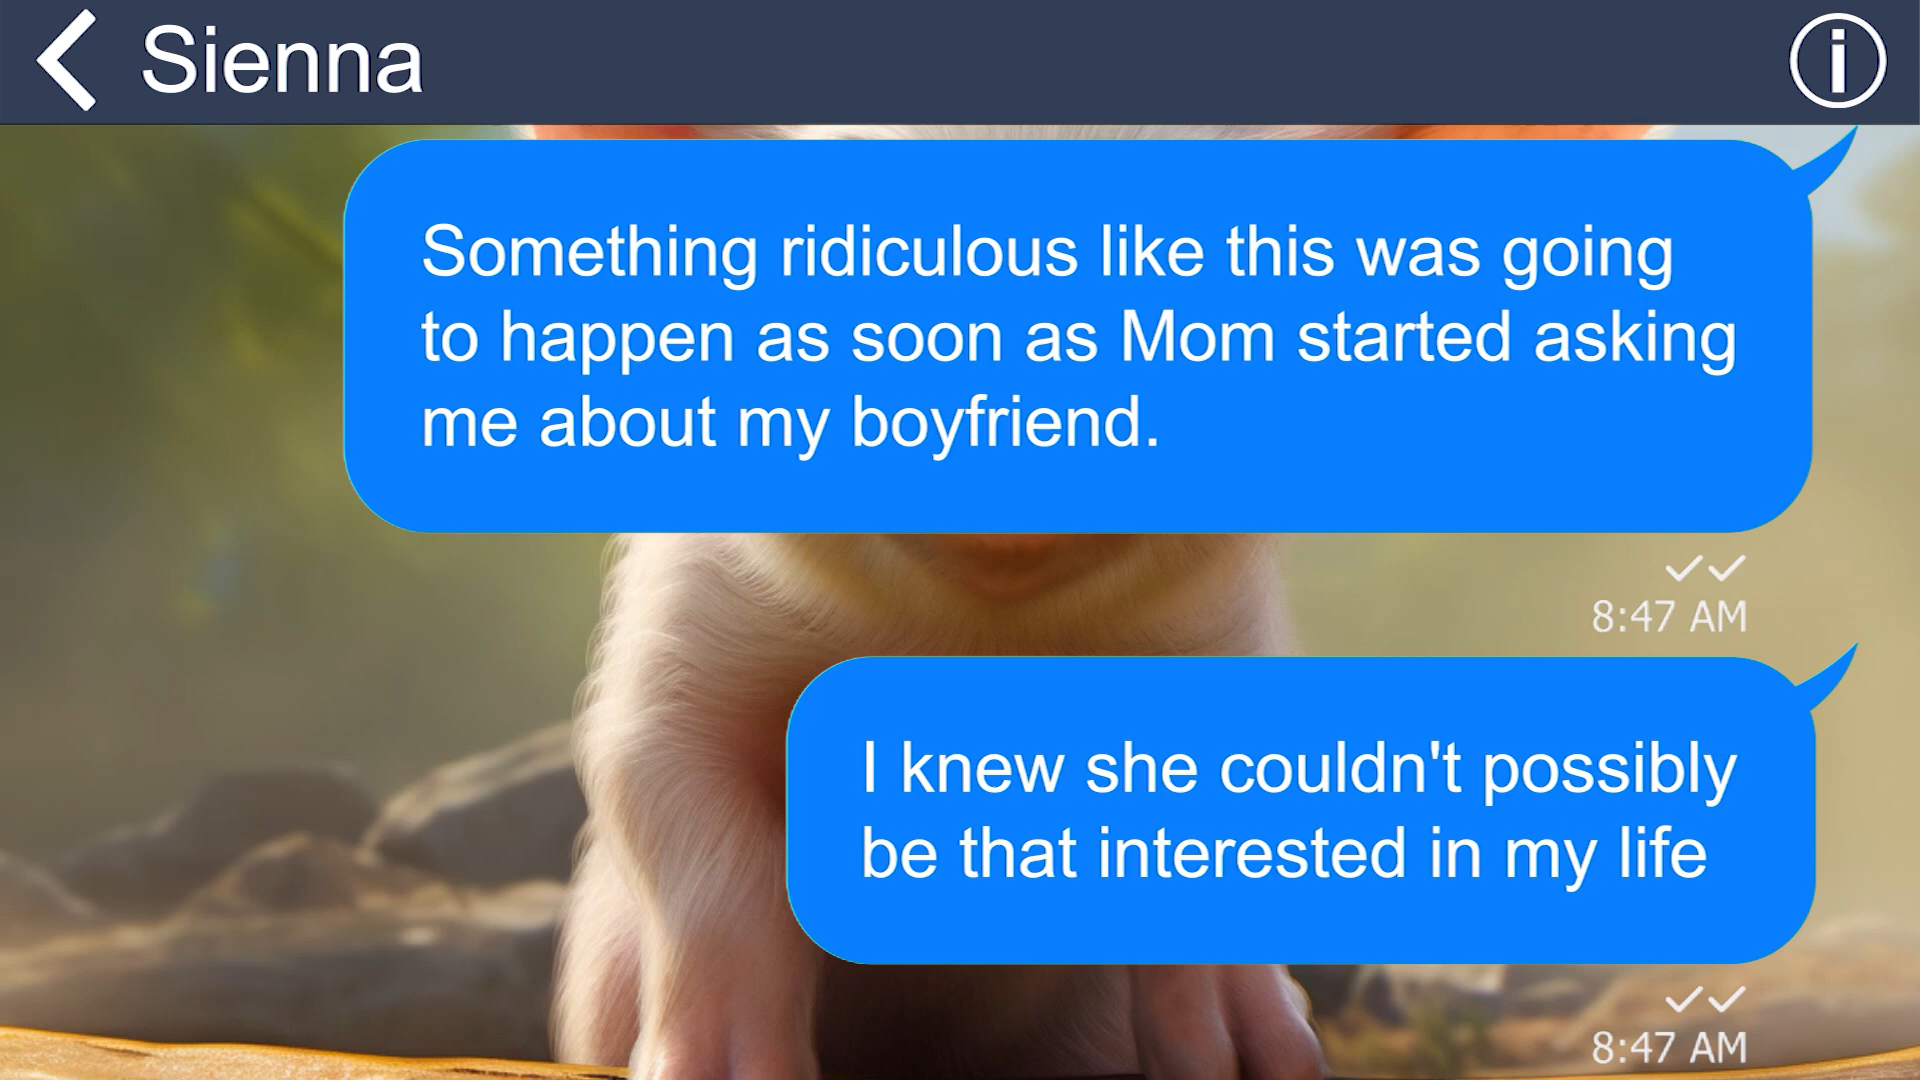 Sienna
Something ridiculous like this was going
to happen as soon as Mom started asking
me about my boyfriend.
8:47 AM
I knew she couldn't possibly
be that interested in my life
8:47 AM